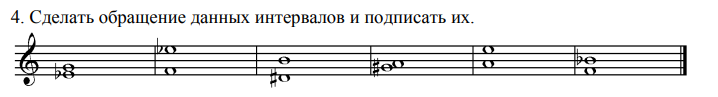 4. Сделать обращение данных интервалов и подписать их.